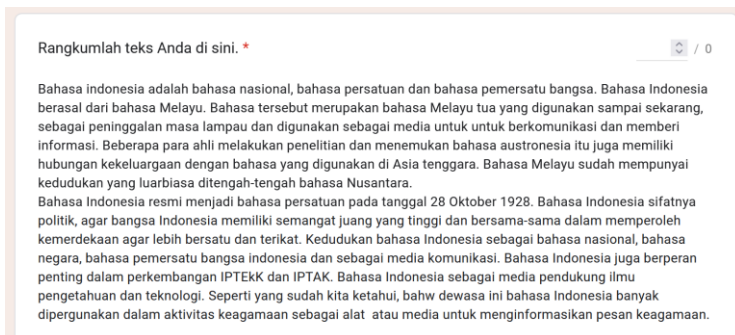 Rangkumlah teks Anda di sini. *
/ 0
Bahasa indonesia adalah bahasa nasional, bahasa persatuan dan bahasa pemersatu bangsa. Bahasa Indonesia
berasal dari bahasa Melayu. Bahasa tersebut merupakan bahasa Melayu tua yang digunakan sampai sekarang,
sebagai peninggalan masa lampau dan digunakan sebagai media untuk untuk berkomunikasi dan memberi
informasi. Beberapa para ahli melakukan penelitian dan menemukan bahasa austronesia itu juga memiliki
hubungan kekeluargaan dengan bahasa yang digunakan di Asia tenggara. Bahasa Melayu sudah mempunyai
kedudukan yang luarbiasa ditengah-tengah bahasa Nusantara.
Bahasa Indonesia resmi menjadi bahasa persatuan pada tanggal 28 Oktober 1928. Bahasa Indonesia sifatnya
politik, agar bangsa Indonesia memiliki semangat juang yang tinggi dan bersama-sama dalam memperoleh
kemerdekaan agar lebih bersatu dan terikat. Kedudukan bahasa Indonesia sebagai bahasa nasional, bahasa
negara, bahasa pemersatu bangsa indonesia dan sebagai media komunikasi. Bahasa Indonesia juga berperan
penting dalam perkembangan IPTEkK dan IPTAK. Bahasa Indonesia sebagai media pendukung ilmu
pengetahuan dan teknologi. Seperti yang sudah kita ketahui, bahw dewasa ini bahasa Indonesia banyak
dipergunakan dalam aktivitas keagamaan sebagai alat  atau media untuk menginformasikan pesan keagamaan.